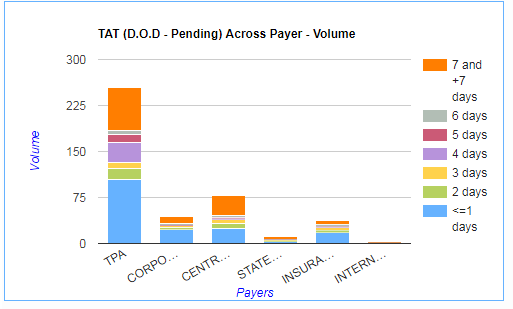 TAT (D.O.D - Pending) Across Payer - Volume
300
225
150
75
0
Volume
TPA
CORPO...
CENTR...
STATE...
INSURA...
INTERN...
Payers
7 and
+7
days
6 days
5 days
4 days
3 days
2 days
<=1
days